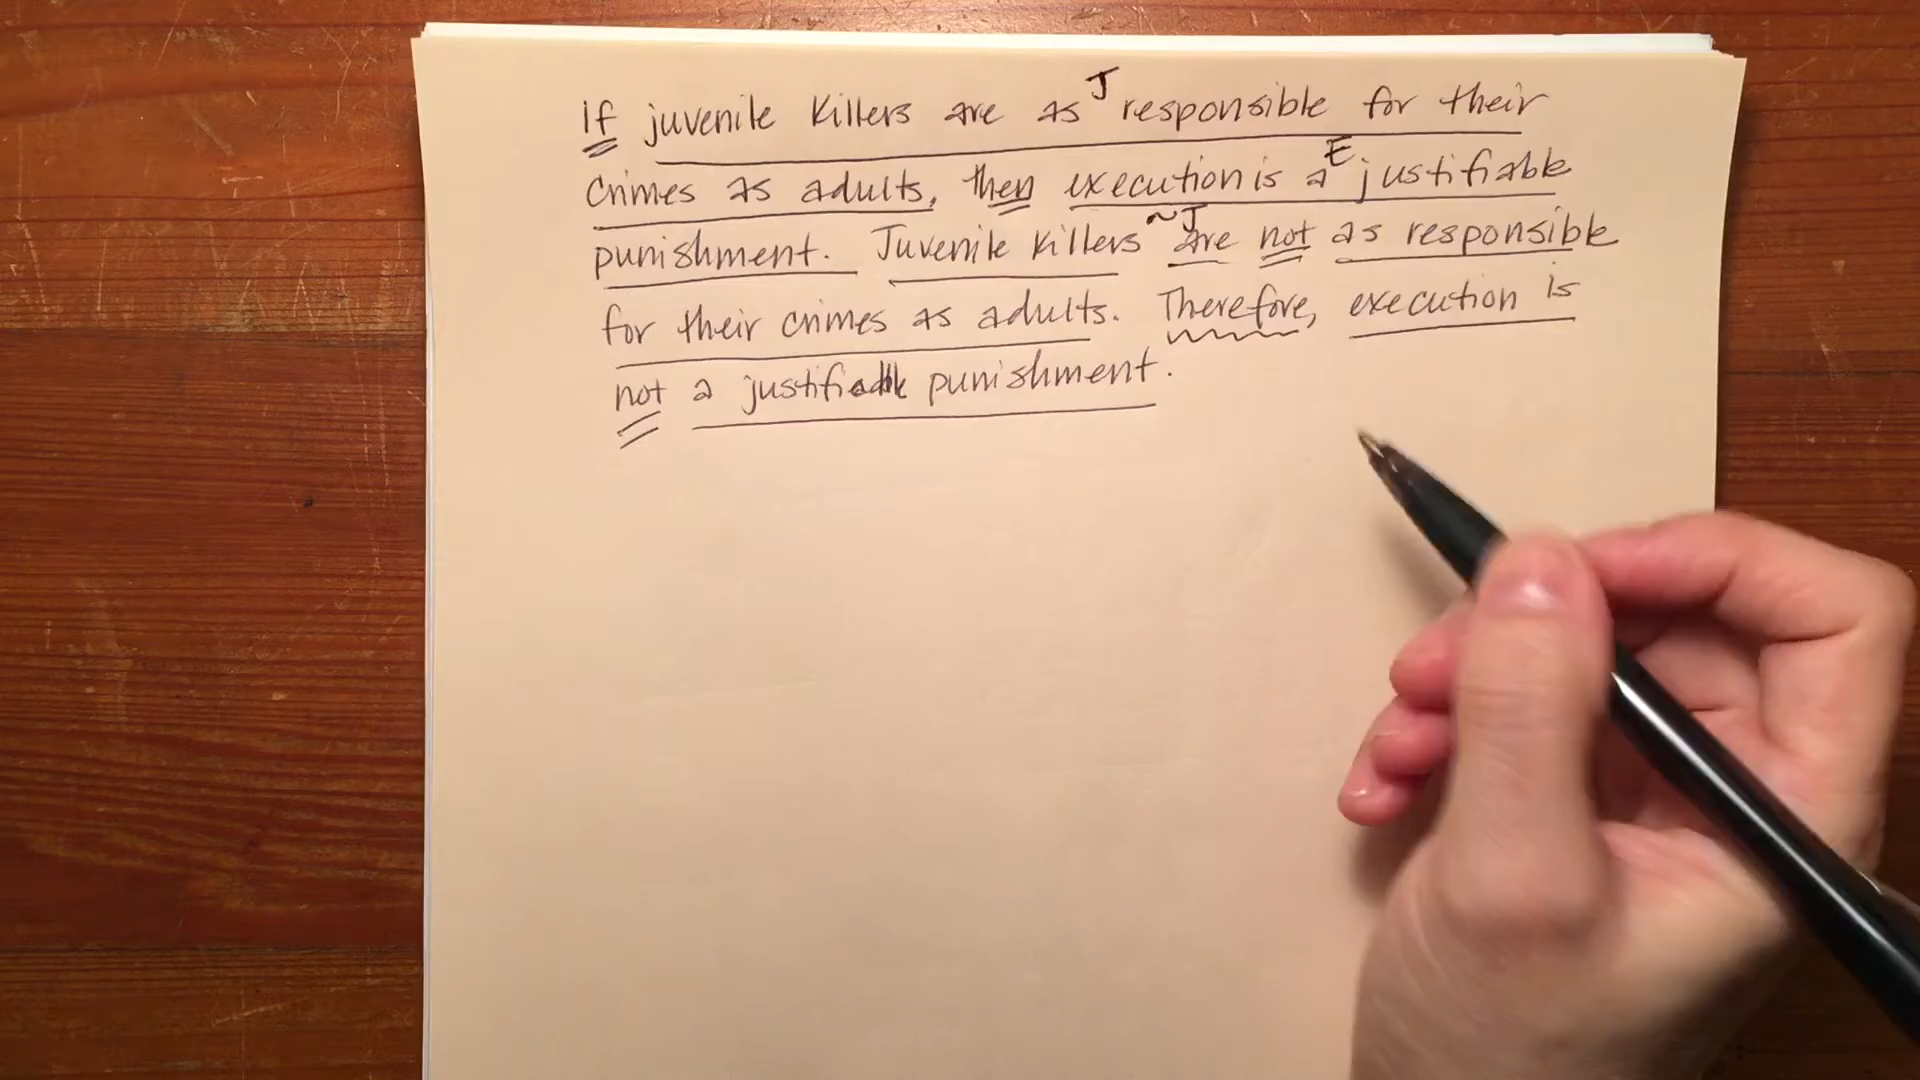 If juvenile killers are as J responsible for their
crimes as adults, then execution is a E justifiable
punishment. Juvenile killers ~J are not as responsible
for their crimes as adults. Therefore, execution is
not a justifiable punishment.